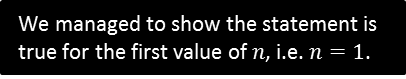 We managed to show the statement is
true for the first value of n, i.e. n = 1.